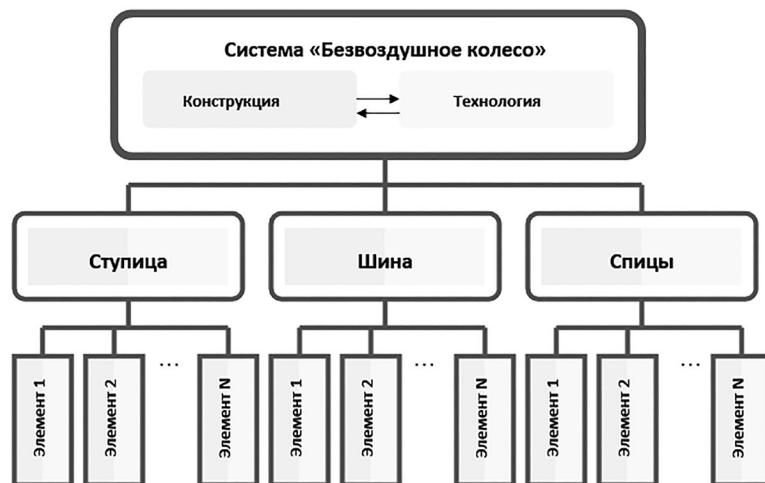 Система «Безвоздушное колесо»
Конструкция
Технология
Ступица
Шина
Спицы
Элемент 1
Элемент 2
...
Элемент N
Элемент 1
Элемент 2
...
Элемент N
Элемент 1
Элемент 2
...
Элемент N